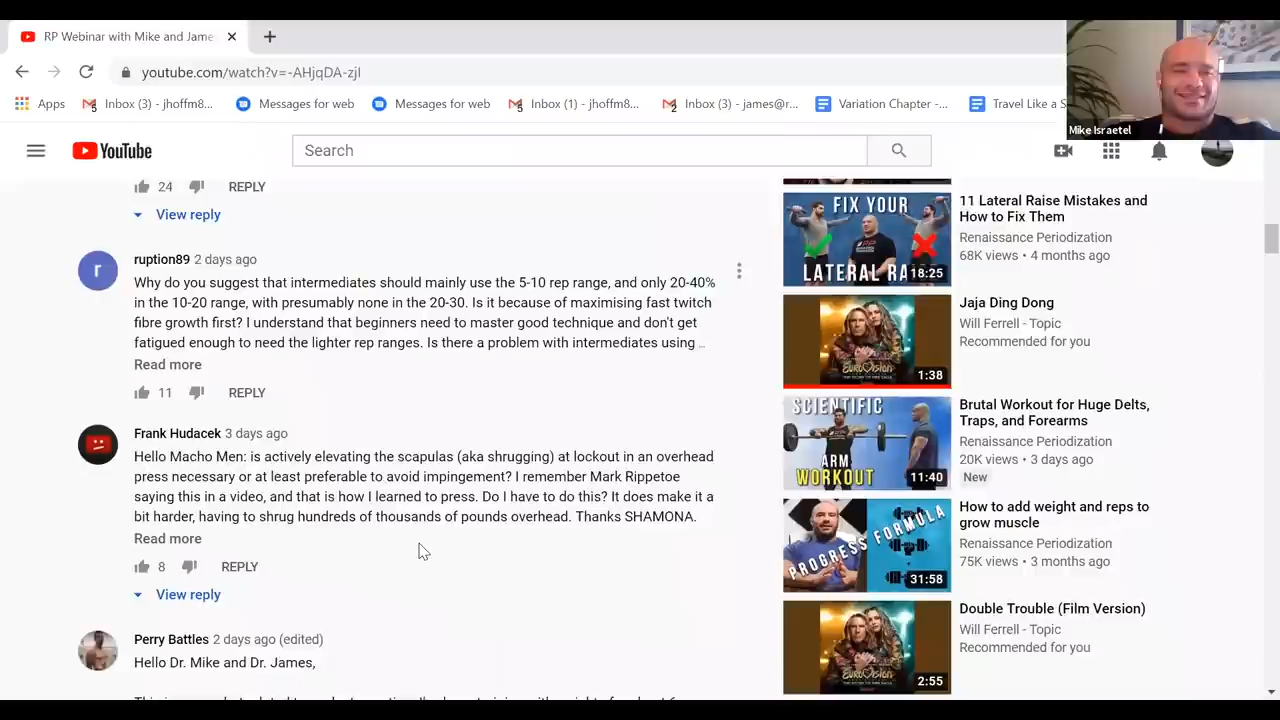 RP Webinar with Mike and Jame
youtube.com/watch?v=-AHjqDA-zjI
Apps
Inbox (3) - jhoffm8...
Messages for web
Messages for web
Inbox (1) - jhoffm8...
Inbox (3) - james@r...
Variation Chapter -...
Travel Like a S
Mike Israetel
YouTube
Search
24 REPLY
View reply
r
ruption89 2 days ago
Why do you suggest that intermediates should mainly use the 5-10 rep range, and only 20-40%
in the 10-20 range, with presumably none in the 20-30. Is it because of maximising fast twitch
fibre growth first? I understand that beginners need to master good technique and don't get
fatigued enough to need the lighter rep ranges. Is there a problem with intermediates using ...
Read more
11 REPLY
Frank Hudacek 3 days ago
Hello Macho Men: is actively elevating the scapulas (aka shrugging) at lockout in an overhead
press necessary or at least preferable to avoid impingement? I remember Mark Rippetoe
saying this in a video, and that is how I learned to press. Do I have to do this? It does make it a
bit harder, having to shrug hundreds of thousands of pounds overhead. Thanks SHAMONA.
Read more
8 REPLY
View reply
Perry Battles 2 days ago (edited)
Hello Dr. Mike and Dr. James,
FIX YOUR
LATERAL RA
18:25
11 Lateral Raise Mistakes and
How to Fix Them
Renaissance Periodization
68K views • 4 months ago
EUROVISION
1:38
Jaja Ding Dong
Will Ferrell - Topic
Recommended for you
SCIENTIFIC
ARM
WORKOUT
11:40
Brutal Workout for Huge Delts,
Traps, and Forearms
Renaissance Periodization
20K views • 3 days ago
New
PROGRESS FORMULA
31:58
How to add weight and reps to
grow muscle
Renaissance Periodization
75K views • 3 months ago
EUROVISION
2:55
Double Trouble (Film Version)
Will Ferrell - Topic
Recommended for you